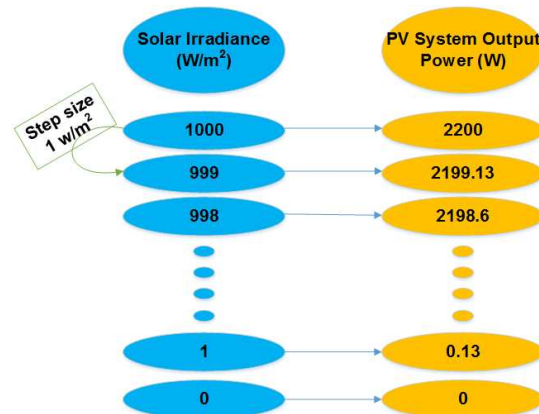 Solar Irradiance
(W/m²)
PV System Output
Power (W)
Step size
1 w/m²
1000
2200
999
2199.13
998
2198.6
1
0.13
0
0